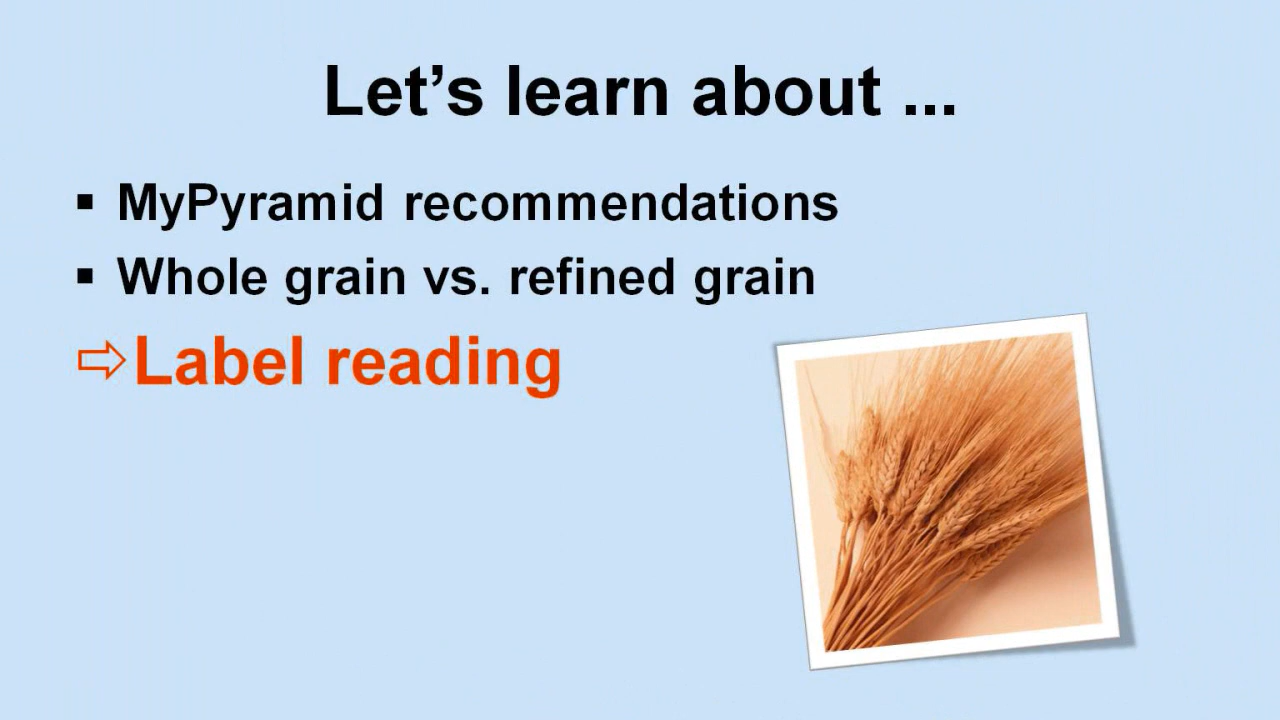 Let’s learn about ...
▪ MyPyramid recommendations
▪ Whole grain vs. refined grain
⇨Label reading